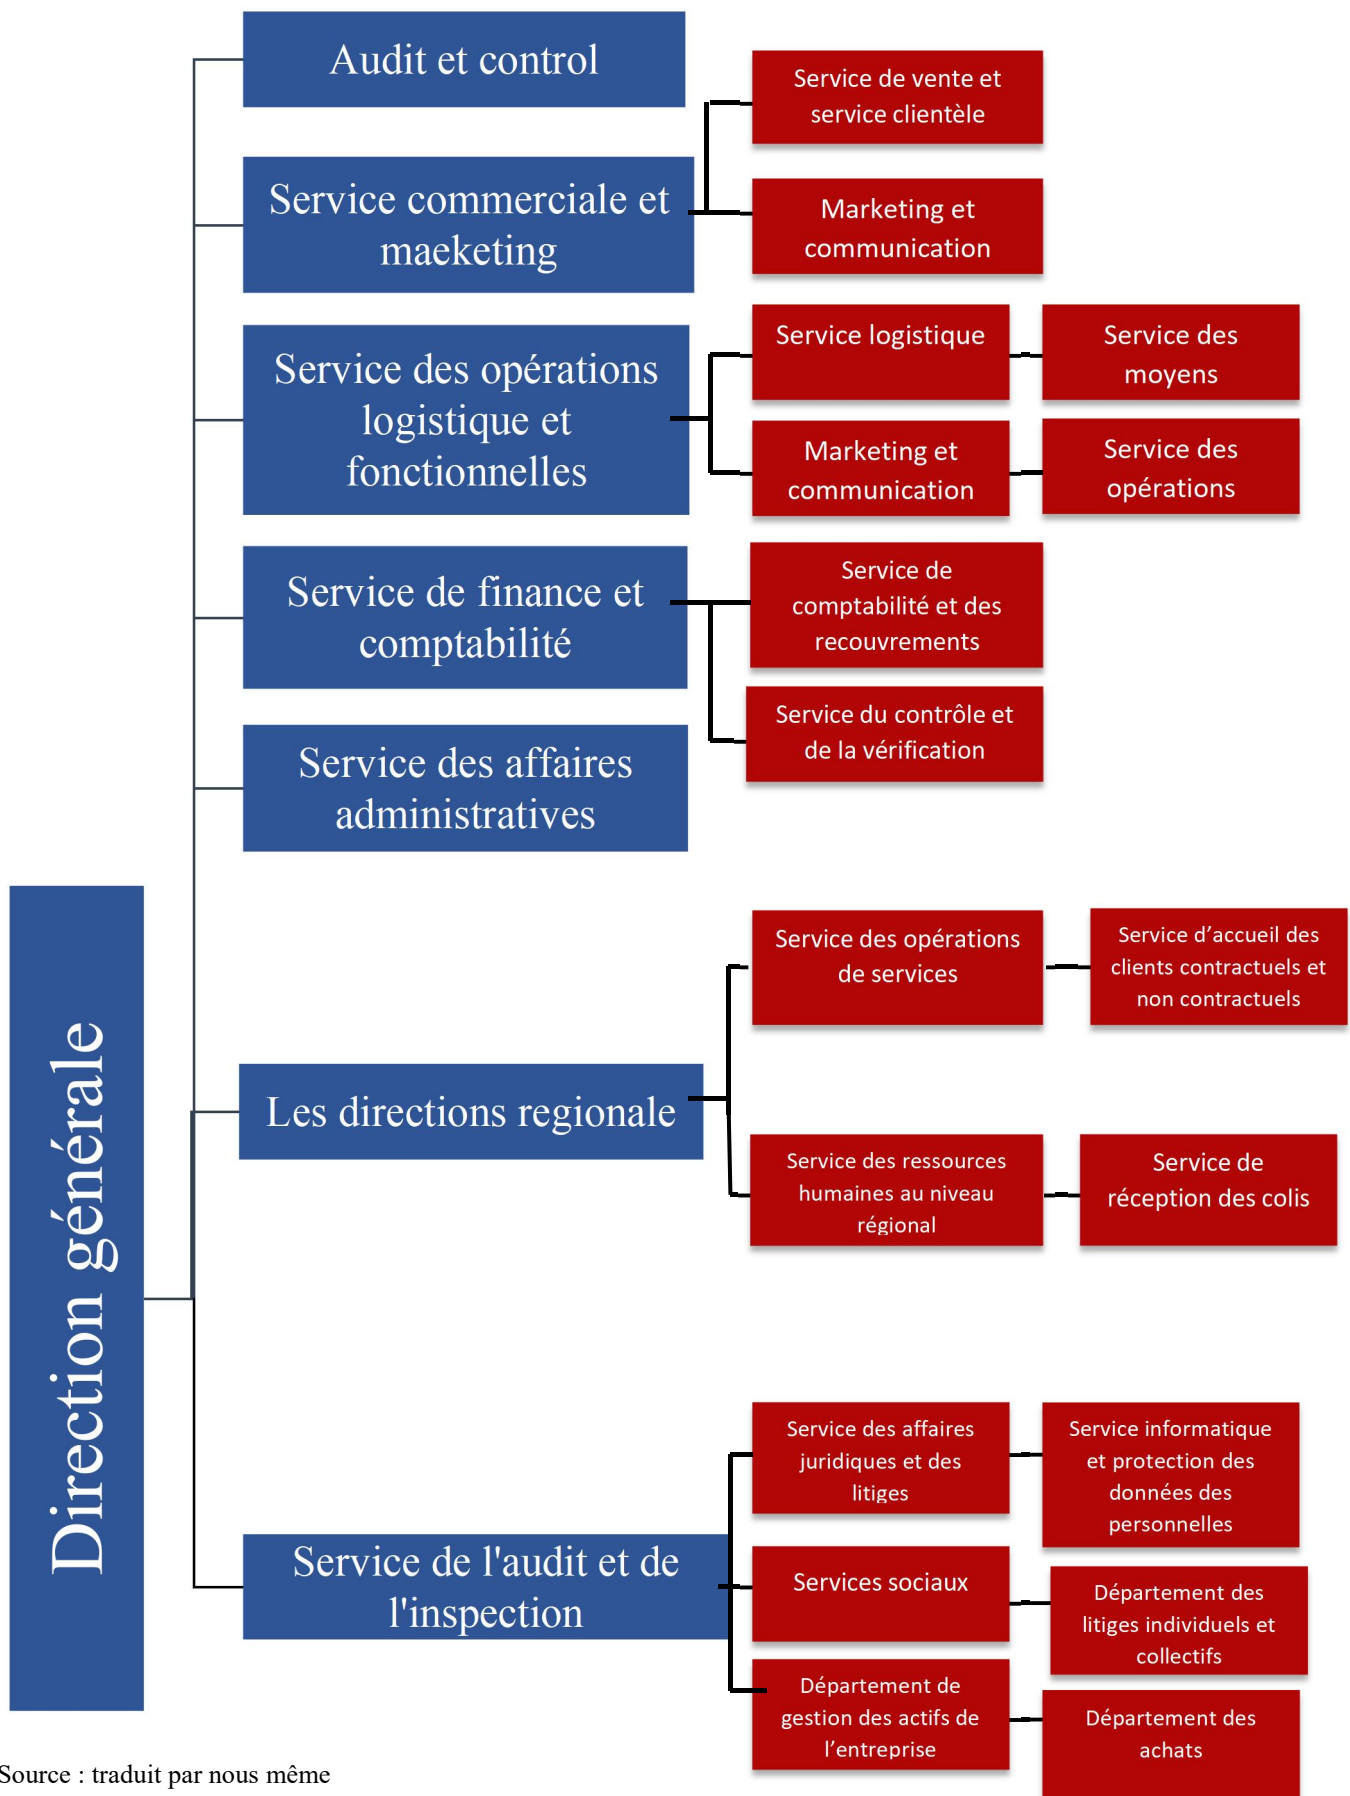 Direction générale
Audit et control
Service commerciale et
maeketing
Service de vente et
service clientèle
Marketing et
communication
Service des opérations
logistique et
fonctionnelles
Service logistique
Service des
moyens
Marketing et
communication
Service des
opérations
Service de finance et
comptabilité
Service de
comptabilité et des
recouvrements
Service du contrôle et
de la vérification
Service des affaires
administratives
Les directions regionale
Service des opérations
de services
Service d’accueil des
clients contractuels et
non contractuels
Service des ressources
humaines au niveau
régional
Service de
réception des colis
Service de l'audit et de
l'inspection
Service des affaires
juridiques et des
litiges
Service informatique
et protection des
données des
personnelles
Services sociaux
Département des
litiges individuels et
collectifs
Département de
gestion des actifs de
l’entreprise
Département des
achats
Source : traduit par nous même